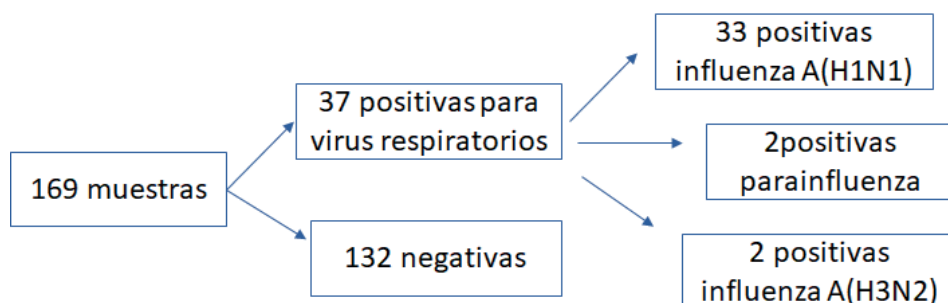 169 muestras
37 positivas para
virus respiratorios
132 negativas
33 positivas
influenza A(H1N1)
2positivas
parainfluenza
2 positivas
influenza A(H3N2)